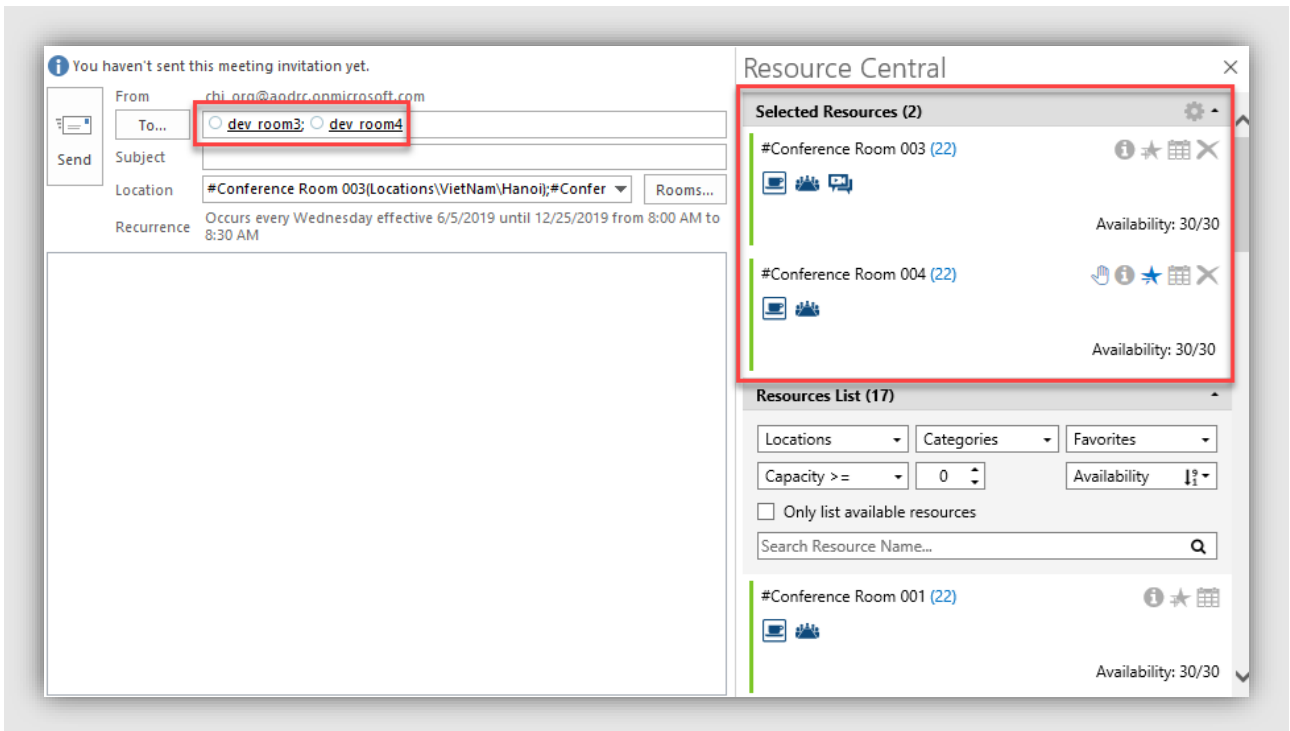 You haven't sent this meeting invitation yet.
From chi_org@aodrc.onmicrosoft.com
To... dev room3; dev room4
Send
Subject
Location #Conference Room 003(Locations\VietNam\Hanoi);#Confer Rooms...
Recurrence Occurs every Wednesday effective 6/5/2019 until 12/25/2019 from 8:00 AM to
8:30 AM
Resource Central
Selected Resources (2)
#Conference Room 003 (22)
Availability: 30/30
#Conference Room 004 (22)
Availability: 30/30
Resources List (17)
Locations Categories Favorites
Capacity >= 0 Availability
Only list available resources
Search Resource Name...
#Conference Room 001 (22)
Availability: 30/30